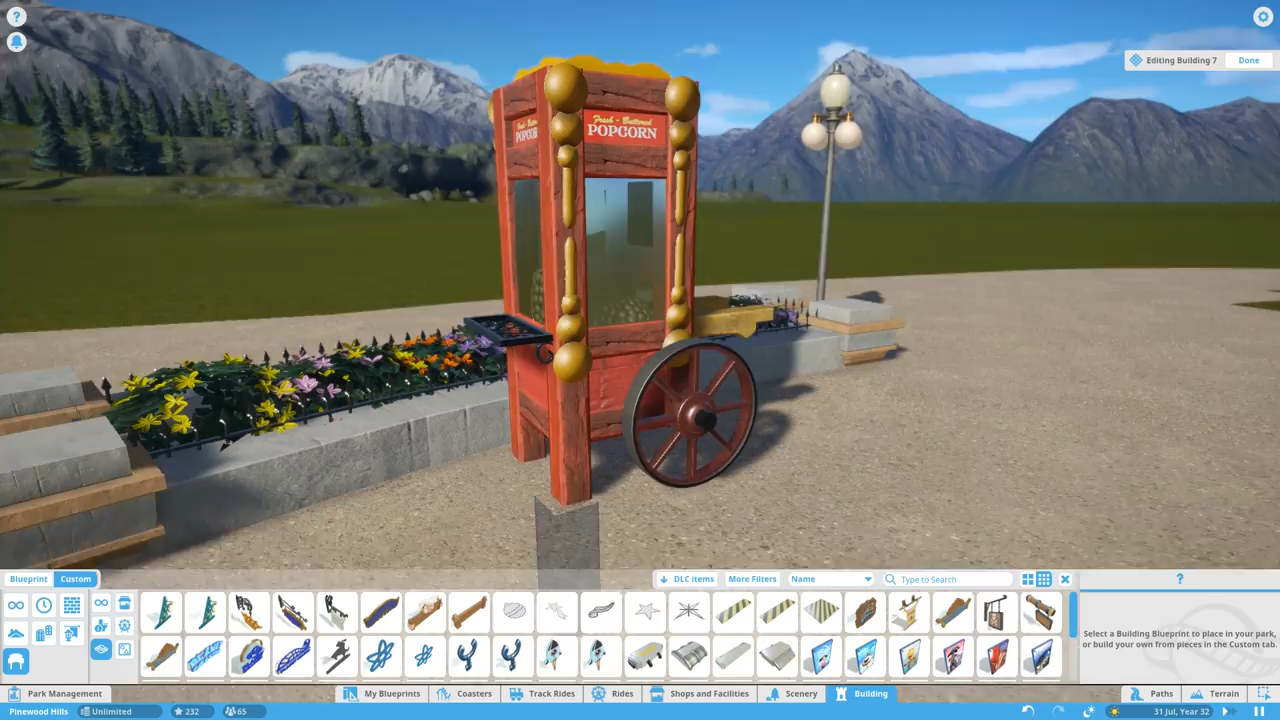 ?
Editing Building 7
Done
Fresh - Buttered
POPCORN
Blueprint
Custom
DLC items
More Filters
Name
Type to Search
?
Select a Building Blueprint to place in your park,
or build your own from pieces in the Custom tab.
Park Management
My Blueprints
Coasters
Track Rides
Rides
Shops and Facilities
Scenery
Building
Paths
Terrain
Pinewood Hills
Unlimited
232
65
31 Jul, Year 32